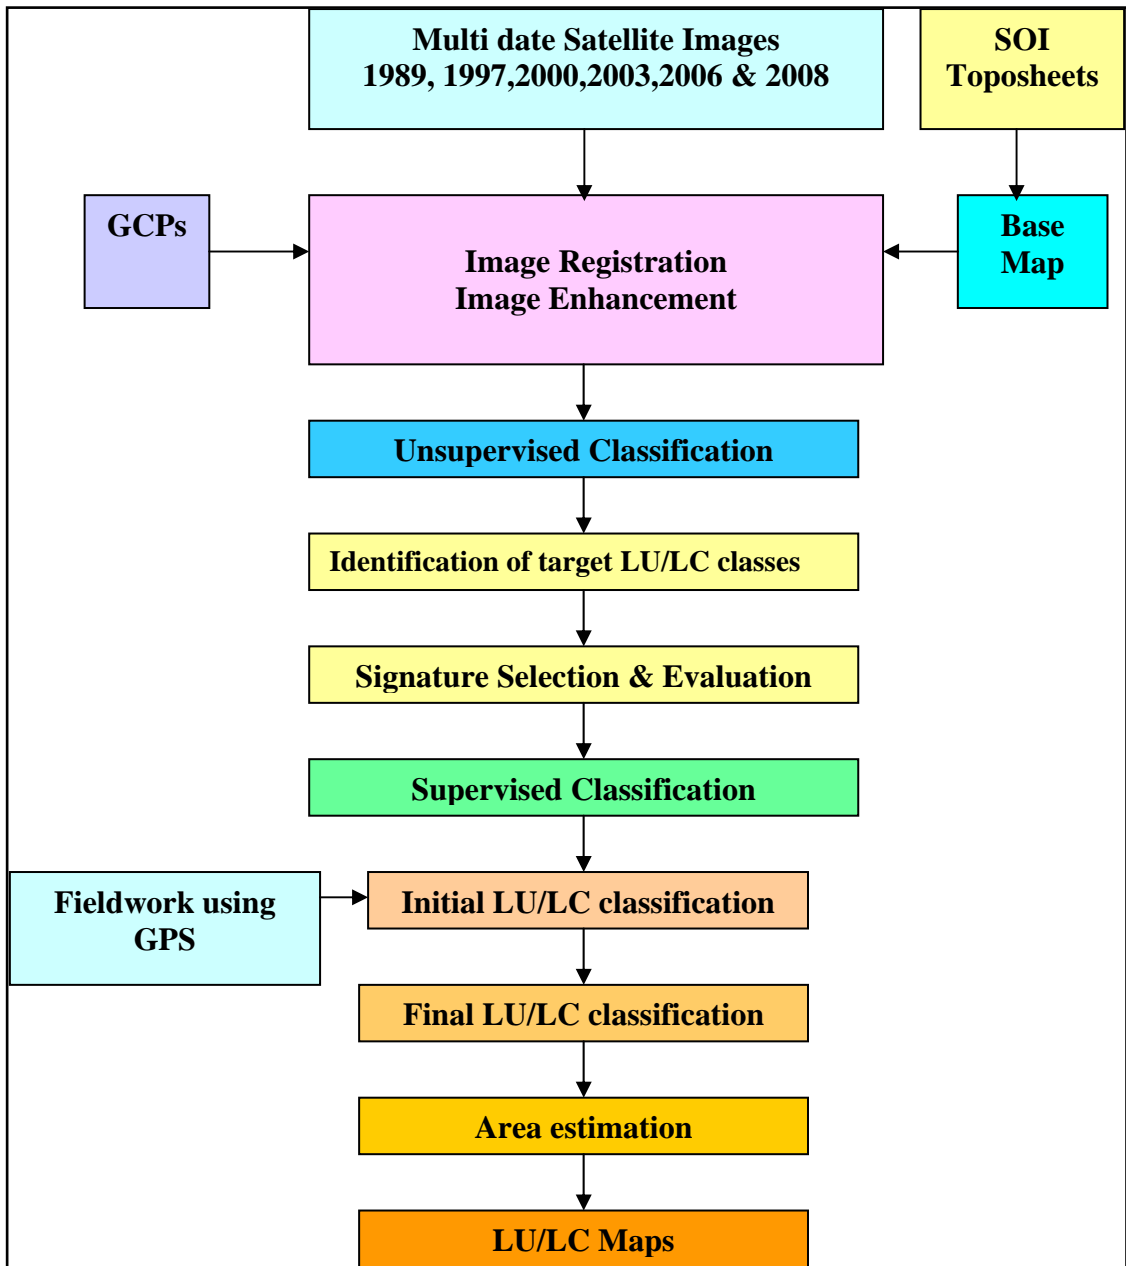 Multi date Satellite Images
1989, 1997,2000,2003,2006 & 2008
SOI
Toposheets
GCPs
Image Registration
Image Enhancement
Base
Map
Unsupervised Classification
Identification of target LU/LC classes
Signature Selection & Evaluation
Supervised Classification
Fieldwork using
GPS
Initial LU/LC classification
Final LU/LC classification
Area estimation
LU/LC Maps